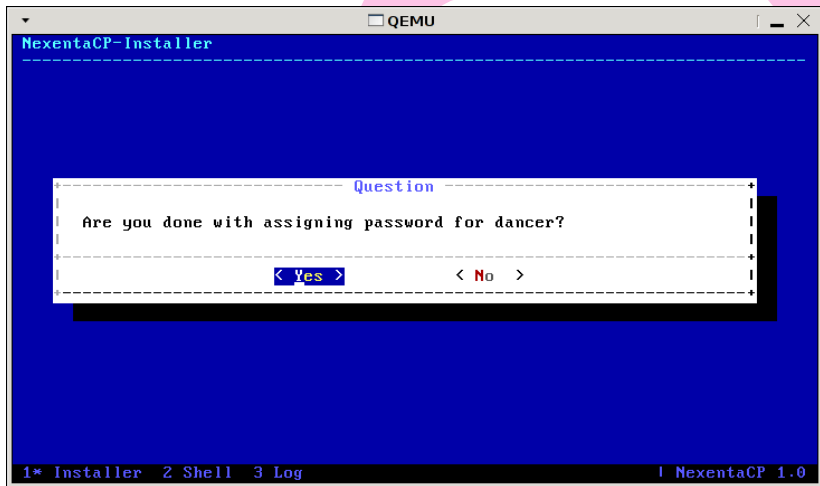 QEMU
NexentaCP-Installer
Question
Are you done with assigning password for dancer?
< Yes > < No >
1* Installer 2 Shell 3 Log | NexentaCP 1.0